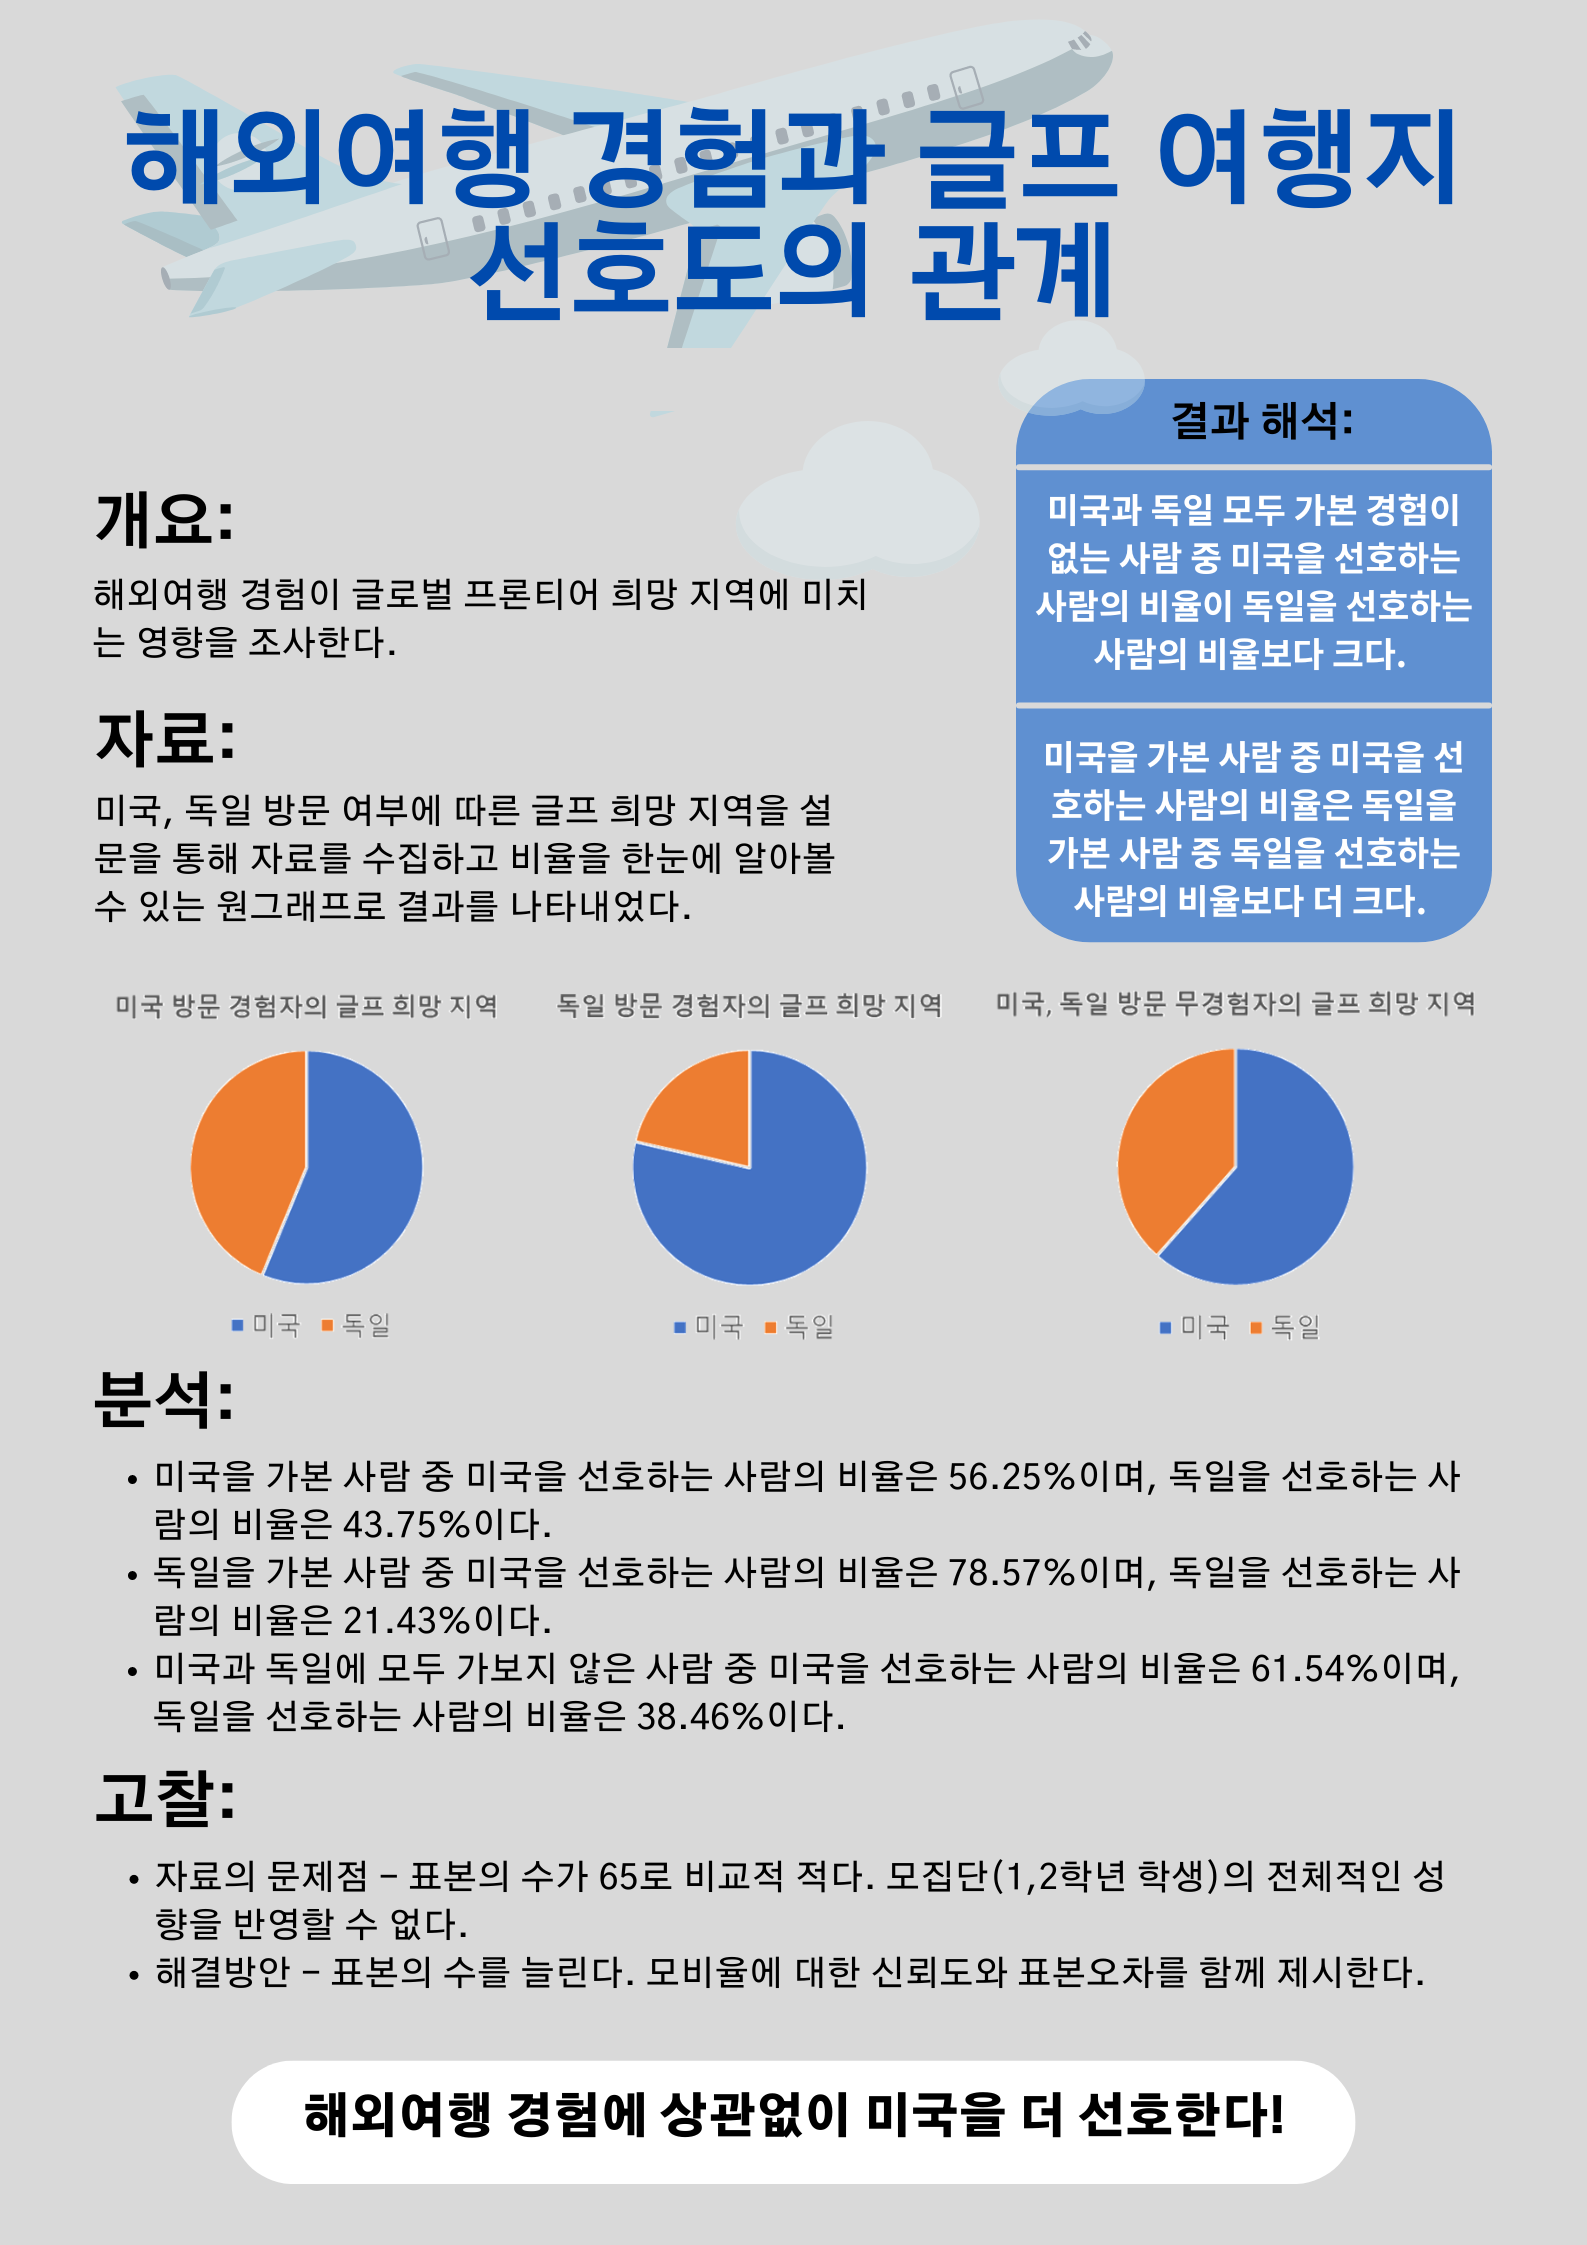 해외여행 경험과 글프 여행지
선호도의 관계
개요:
해외여행 경험이 글로벌 프론티어 희망 지역에 미치
는 영향을 조사한다.
자료:
미국, 독일 방문 여부에 따른 글프 희망 지역을 설
문을 통해 자료를 수집하고 비율을 한눈에 알아볼
수 있는 원그래프로 결과를 나타내었다.
결과 해석:
미국과 독일 모두 가본 경험이
없는 사람 중 미국을 선호하는
사람의 비율이 독일을 선호하는
사람의 비율보다 크다.
미국을 가본 사람 중 미국을 선
호하는 사람의 비율은 독일을
가본 사람 중 독일을 선호하는
사람의 비율보다 더 크다.
미국 방문 경험자의 글프 희망 지역
미국 독일
독일 방문 경험자의 글프 희망 지역
미국 독일
미국, 독일 방문 무경험자의 글프 희망 지역
미국 독일
분석:
• 미국을 가본 사람 중 미국을 선호하는 사람의 비율은 56.25%이며, 독일을 선호하는 사
람의 비율은 43.75%이다.
• 독일을 가본 사람 중 미국을 선호하는 사람의 비율은 78.57%이며, 독일을 선호하는 사
람의 비율은 21.43%이다.
• 미국과 독일에 모두 가보지 않은 사람 중 미국을 선호하는 사람의 비율은 61.54%이며,
독일을 선호하는 사람의 비율은 38.46%이다.
고찰:
• 자료의 문제점 - 표본의 수가 65로 비교적 적다. 모집단(1,2학년 학생)의 전체적인 성
향을 반영할 수 없다.
• 해결방안 - 표본의 수를 늘린다. 모비율에 대한 신뢰도와 표본오차를 함께 제시한다.
해외여행 경험에 상관없이 미국을 더 선호한다!